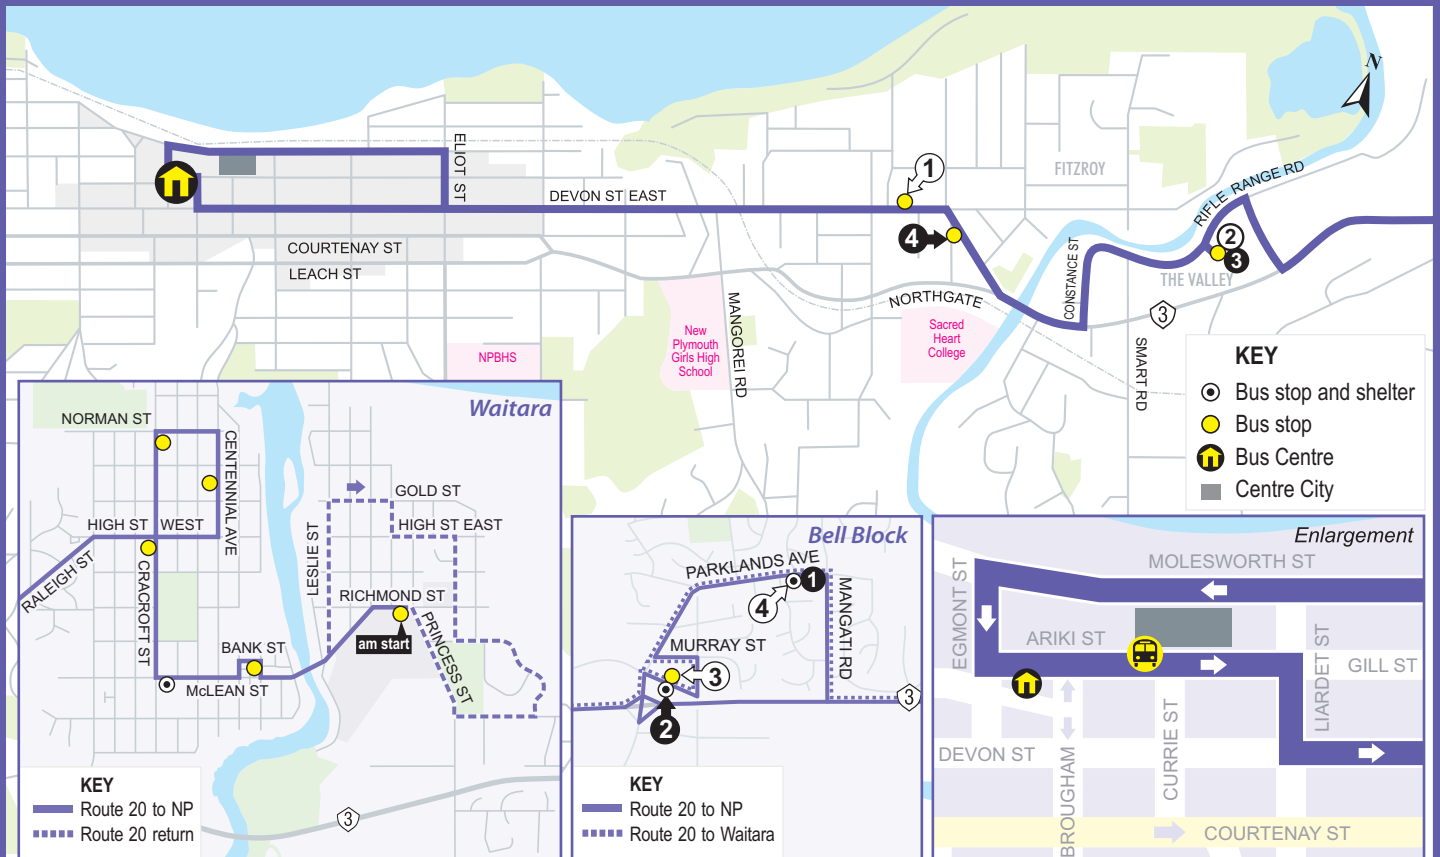 N
ELIOT ST
DEVON ST EAST
1
FITZROY
RIFLE RANGE RD
4
2
3
COURTENAY ST
LEACH ST
CONSTANCE ST
THE VALLEY
NORTHGATE
3
MANGOREI RD
New
Plymouth
Girls High
School
Sacred
Heart
College
NPBHS
SMART RD
KEY
Bus stop and shelter
Bus stop
Bus Centre
Centre City
Waitara
NORMAN ST
CENTENNIAL AVE
GOLD ST
HIGH ST WEST
HIGH ST EAST
LESLIE ST
RALEIGH ST
CRACROFT ST
RICHMOND ST
am start
PRINCESS ST
BANK ST
McLEAN ST
KEY
Route 20 to NP
Route 20 return
3
Bell Block
PARKLANDS AVE
1
4
MANGATI RD
MURRAY ST
3
3
2
KEY
Route 20 to NP
Route 20 to Waitara
Enlargement
MOLESWORTH ST
EGMONT ST
ARIKI ST
LIARDET ST
GILL ST
CURRIE ST
DEVON ST
BROUGHAM
COURTENAY ST